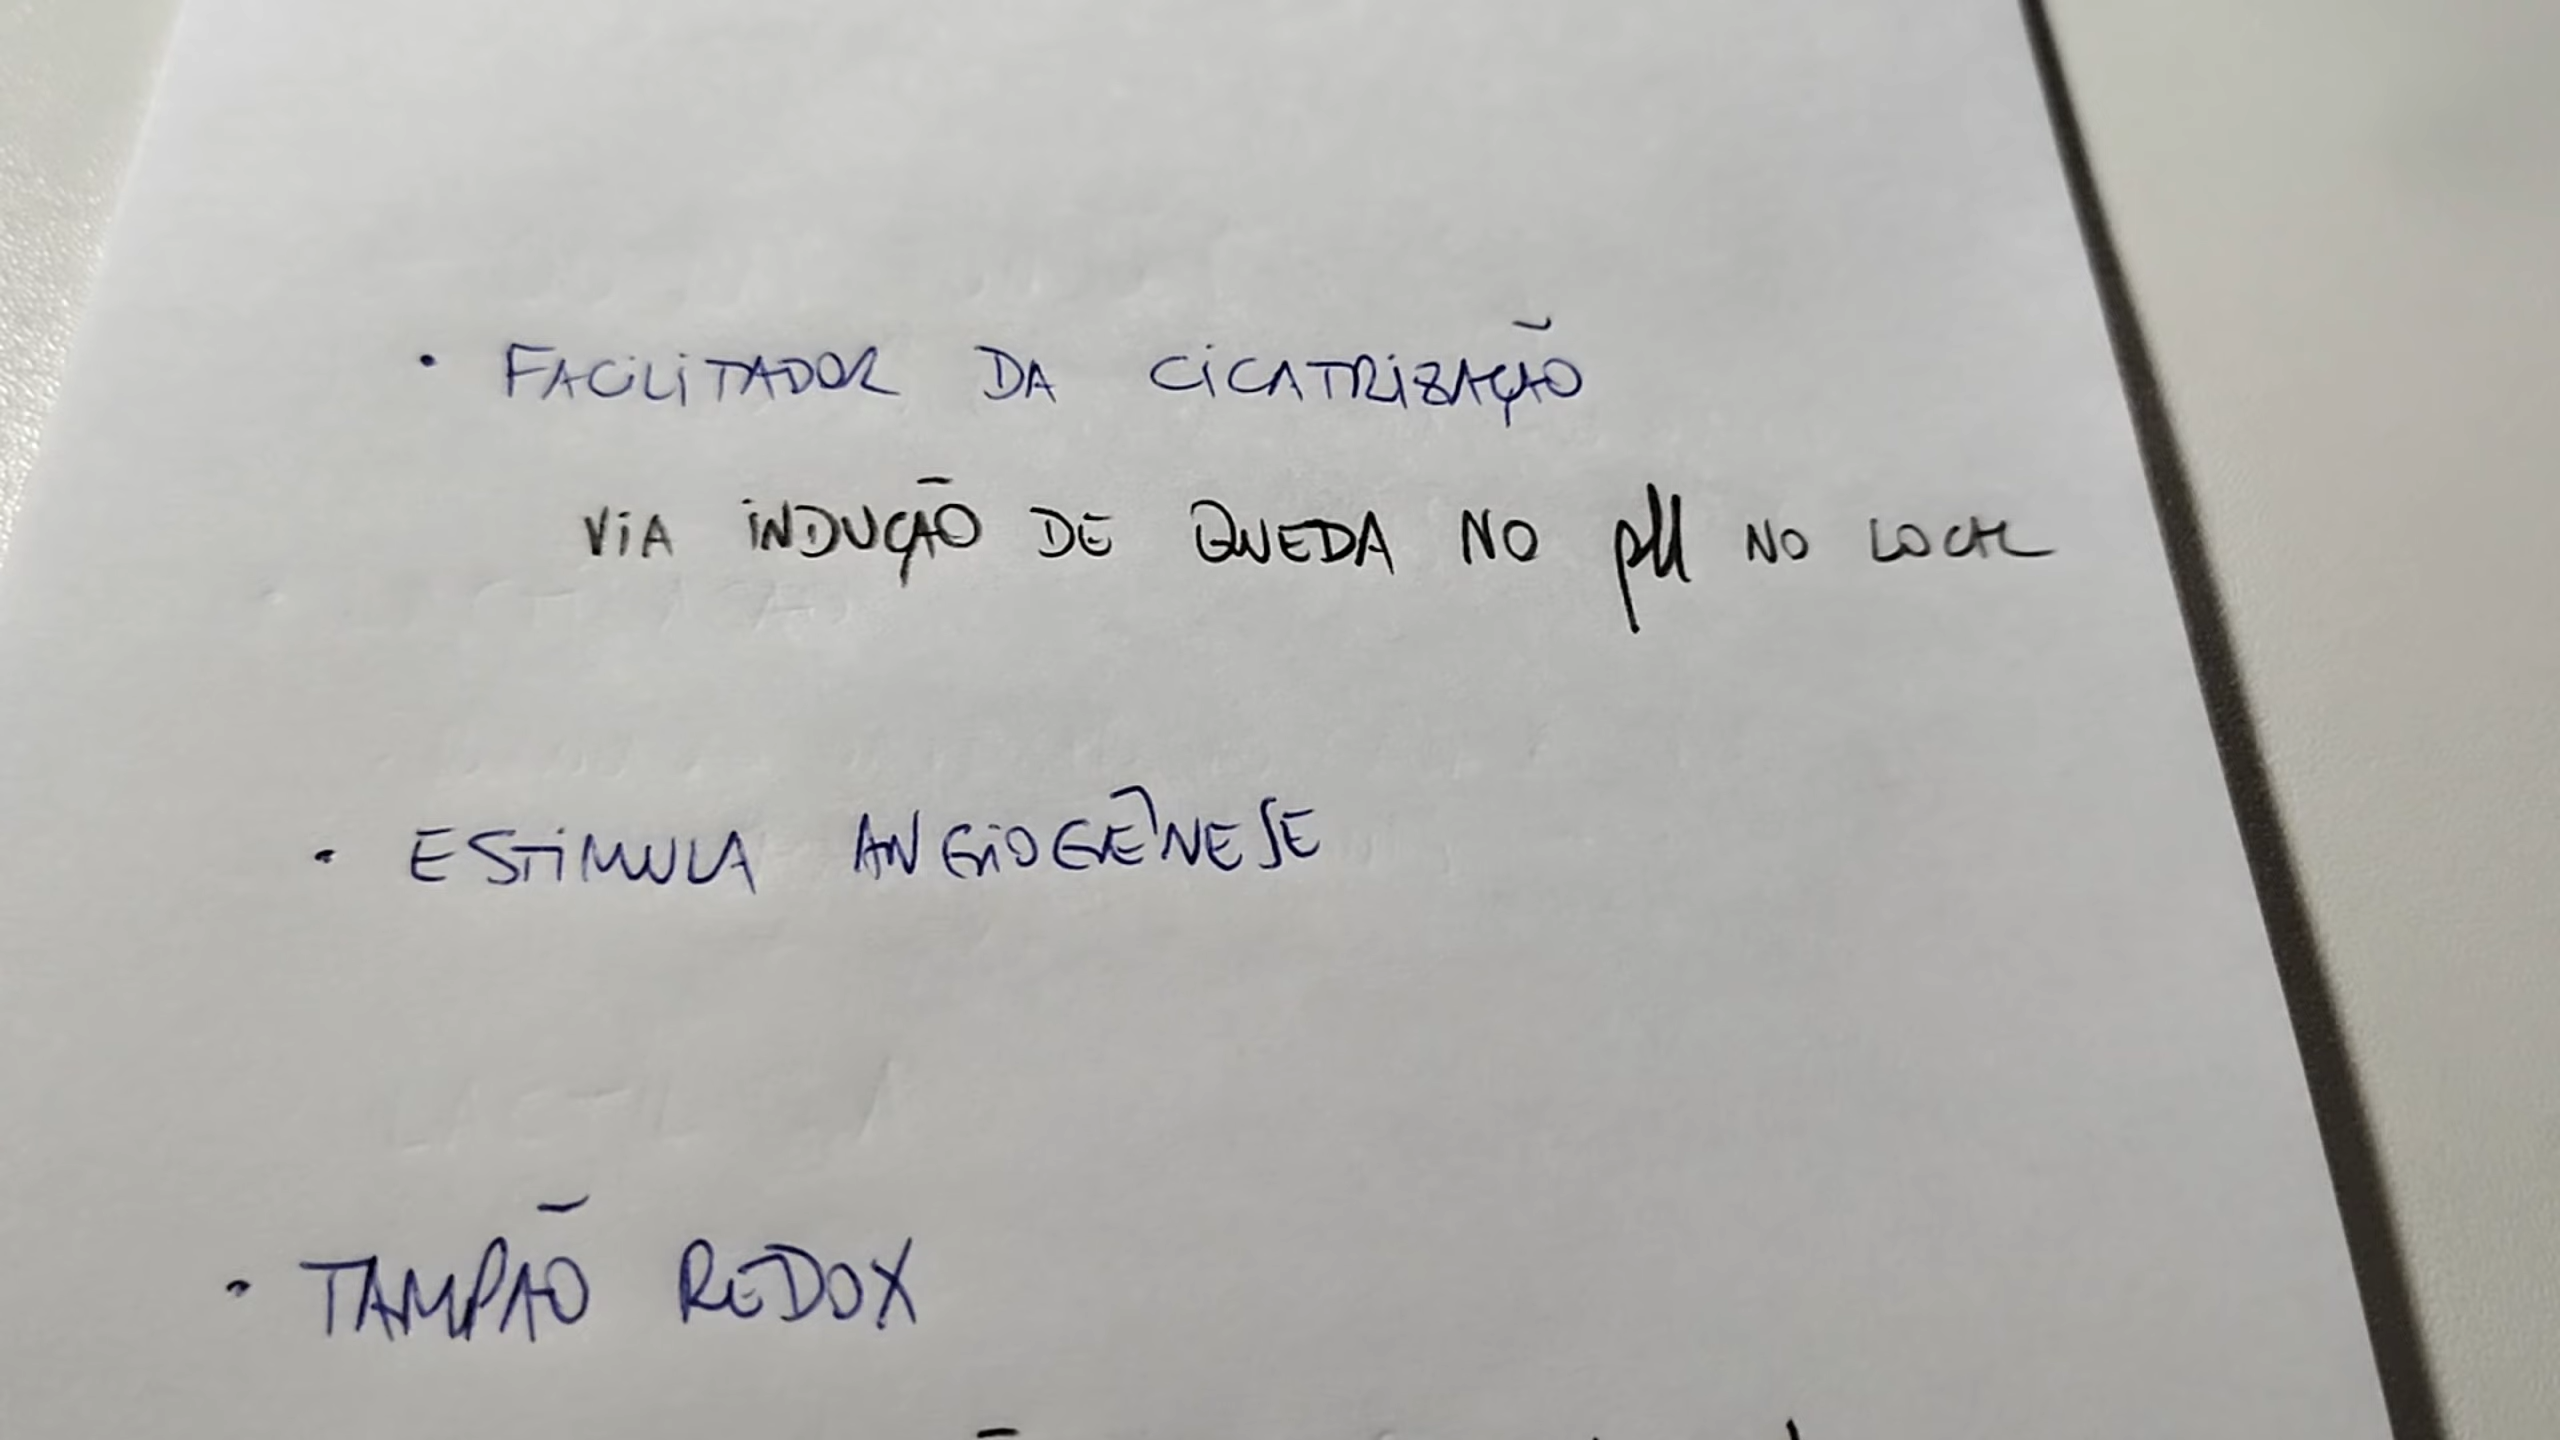 • FACILITADOR DA CICATRIZAÇÃO
VIA INDUÇÃO DE QUEDA NO pH NO LOCAL
• ESTIMULA ANGIOGÊNESE
• TAMPÃO REDOX